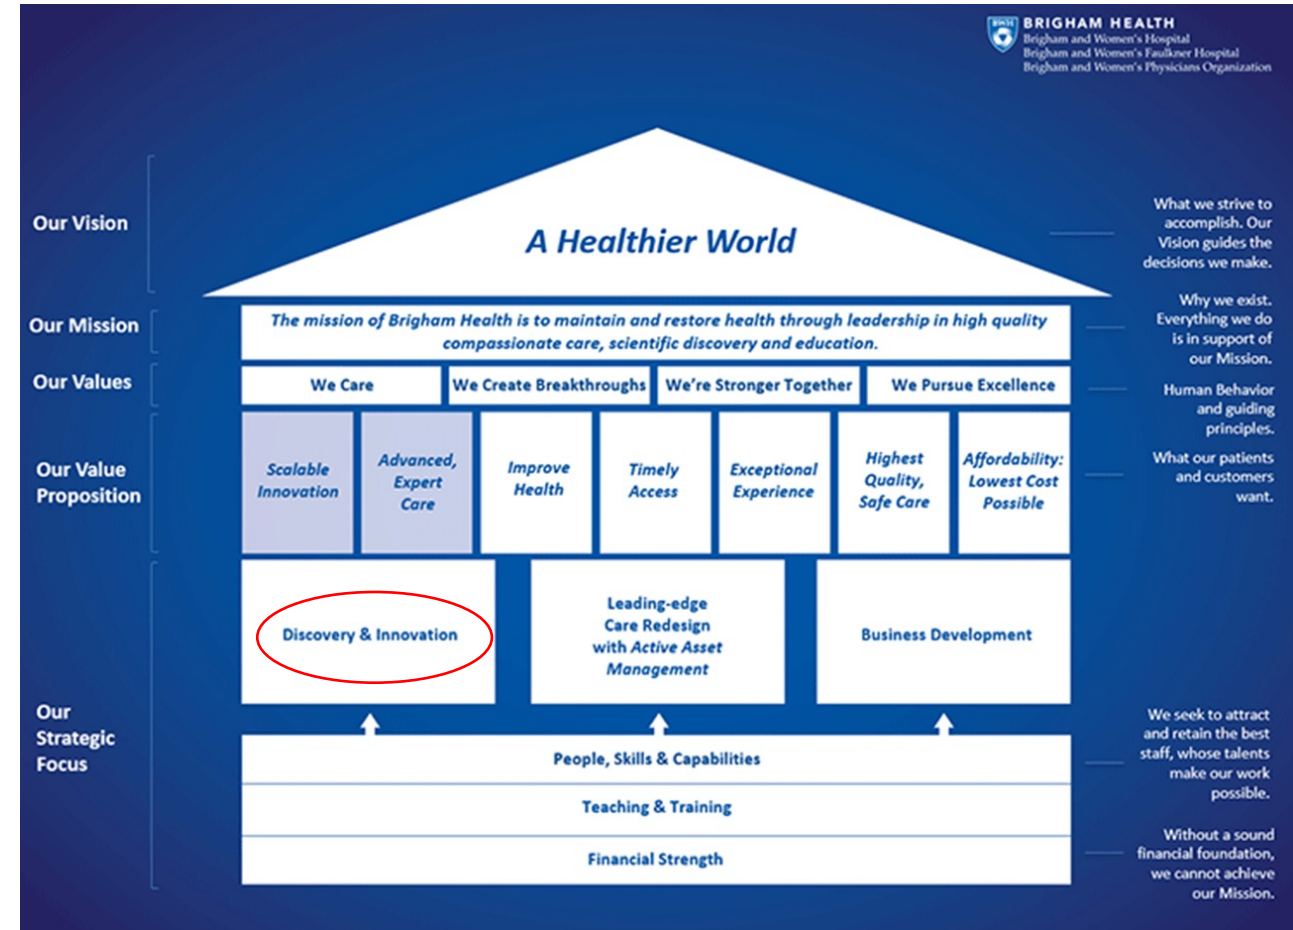 BRIGHAM HEALTH
Brigham and Women's Hospital
Brigham and Women's Faulkner Hospital
Brigham and Women's Physicians Organization
Our Vision
A Healthier World
What we strive to
accomplish. Our
Vision guides the
decisions we make.
Our Mission
The mission of Brigham Health is to maintain and restore health through leadership in high quality
compassionate care, scientific discovery and education.
Why we exist.
Everything we do
is in support of
our Mission.
Our Values
We Care
We Create Breakthroughs
We're Stronger Together
We Pursue Excellence
Human Behavior
and guiding
principles.
Our Value
Proposition
Scalable
Innovation
Advanced,
Expert
Care
Improve
Health
Timely
Access
Exceptional
Experience
Highest
Quality,
Safe Care
Affordability:
Lowest Cost
Possible
What our patients
and customers
want.
Our
Strategic
Focus
Discovery & Innovation
Leading-edge
Care Redesign
with Active Asset
Management
Business Development
People, Skills & Capabilities
Teaching & Training
Financial Strength
We seek to attract
and retain the best
staff, whose talents
make our work
possible.
Without a sound
financial foundation,
we cannot achieve
our Mission.